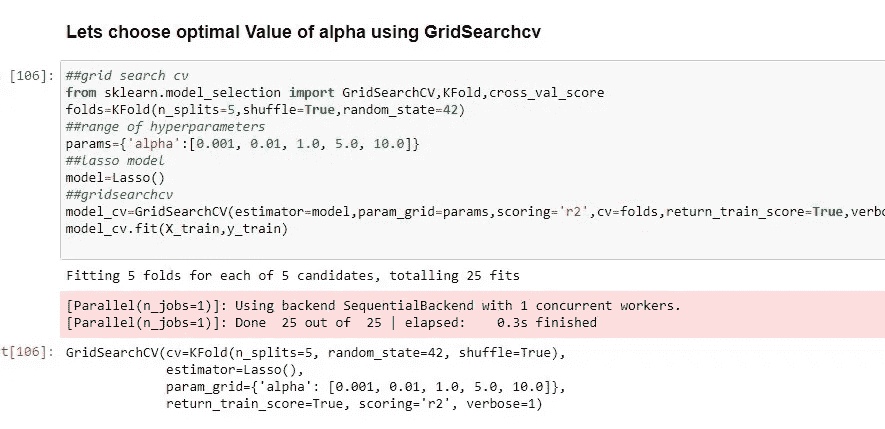 Lets choose optimal Value of alpha using GridSearchcv
[106]: ##grid search cv
from sklearn.model_selection import GridSearchCV,KFold,cross_val_score
folds=KFold(n_splits=5,shuffle=True,random_state=42)
##range of hyperparameters
params={'alpha':[0.001, 0.01, 1.0, 5.0, 10.0]}
##lasso model
model=Lasso()
##gridsearchcv
model_cv=GridSearchCV(estimator=model,param_grid=params,scoring='r2',cv=folds,return_train_score=True,verbo
model_cv.fit(X_train,y_train)
Fitting 5 folds for each of 5 candidates, totalling 25 fits
[Parallel(n_jobs=1)]: Using backend SequentialBackend with 1 concurrent workers.
[Parallel(n_jobs=1)]: Done  25 out of  25 | elapsed:    0.3s finished
t[106]: GridSearchCV(cv=KFold(n_splits=5, random_state=42, shuffle=True),
estimator=Lasso(),
param_grid={'alpha': [0.001, 0.01, 1.0, 5.0, 10.0]},
return_train_score=True, scoring='r2', verbose=1)